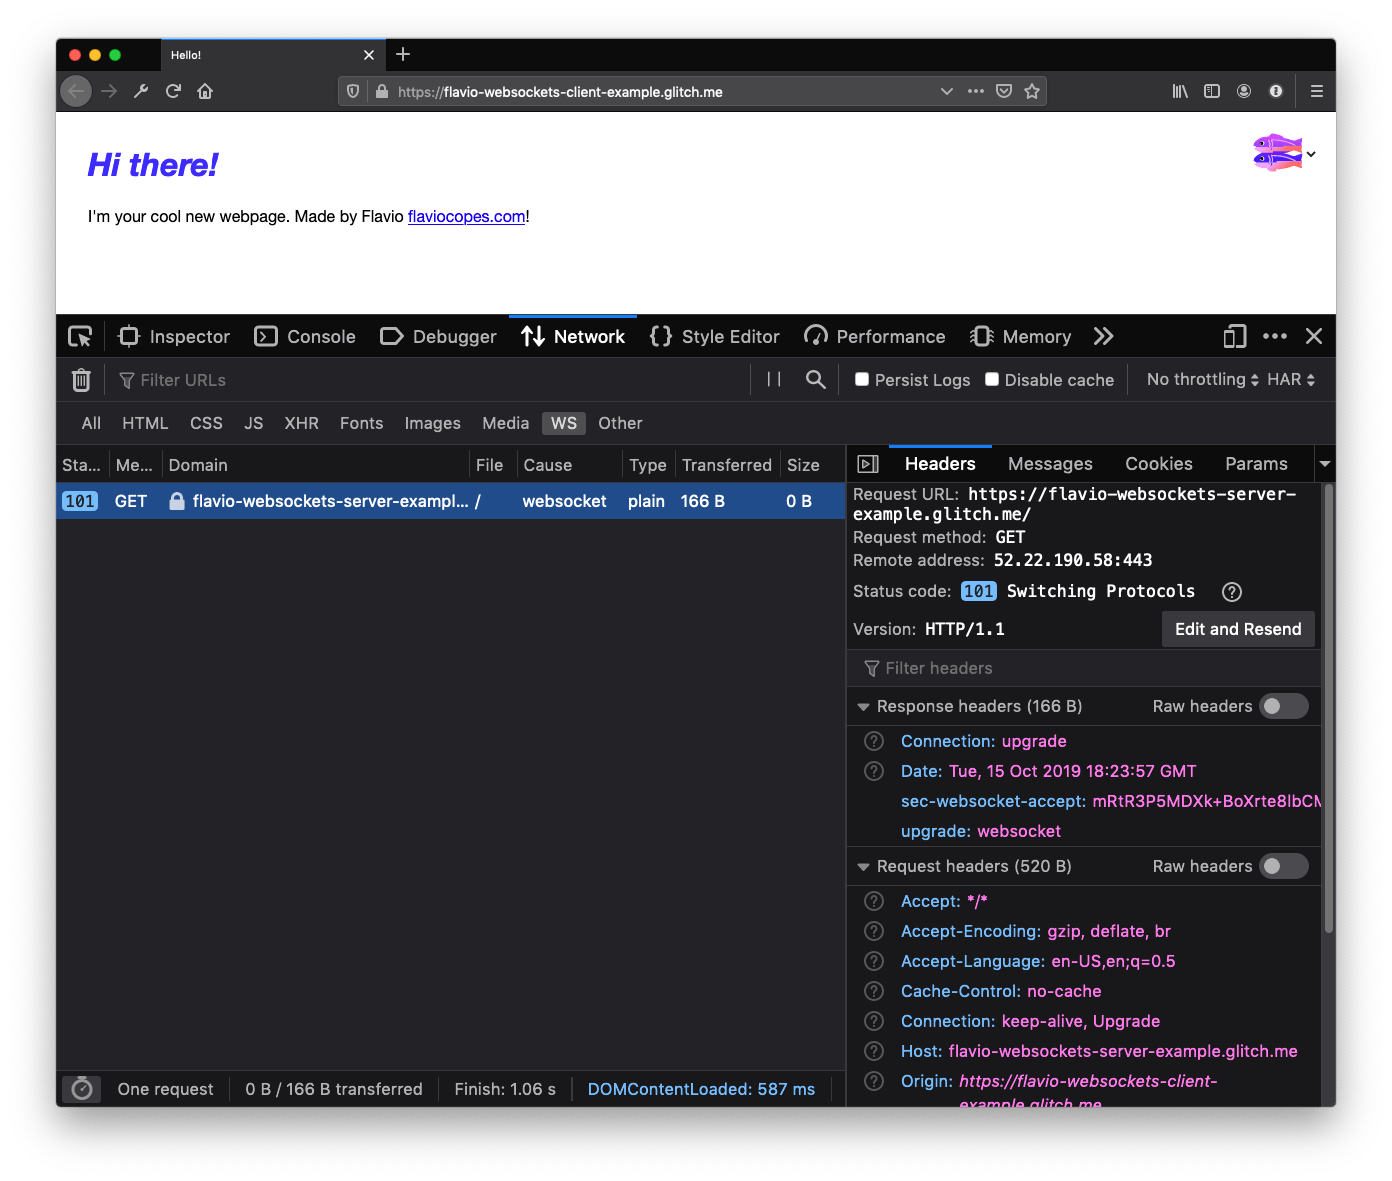 Hello!
https://flavio-websockets-client-example.glitch.me
Hi there!
I'm your cool new webpage. Made by Flavio flaviocopes.com!
Inspector Console Debugger Network Style Editor Performance Memory
Filter URLs Persist Logs Disable cache No throttling HAR
All HTML CSS JS XHR Fonts Images Media WS Other
Sta... Me... Domain File Cause Type Transferred Size
101 GET flavio-websockets-server-exampl... / websocket plain 166 B 0 B
Headers Messages Cookies Params
Request URL: https://flavio-websockets-server-
example.glitch.me/
Request method: GET
Remote address: 52.22.190.58:443
Status code: 101 Switching Protocols
Version: HTTP/1.1 Edit and Resend
Filter headers
Response headers (166 B) Raw headers
Connection: upgrade
Date: Tue, 15 Oct 2019 18:23:57 GMT
sec-websocket-accept: mRtR3P5MDXk+BoXrte8lbCM
upgrade: websocket
Request headers (520 B) Raw headers
Accept: */*
Accept-Encoding: gzip, deflate, br
Accept-Language: en-US,en;q=0.5
Cache-Control: no-cache
Connection: keep-alive, Upgrade
Host: flavio-websockets-server-example.glitch.me
Origin: https://flavio-websockets-client-
example.glitch.me
One request 0 B / 166 B transferred Finish: 1.06 s DOMContentLoaded: 587 ms